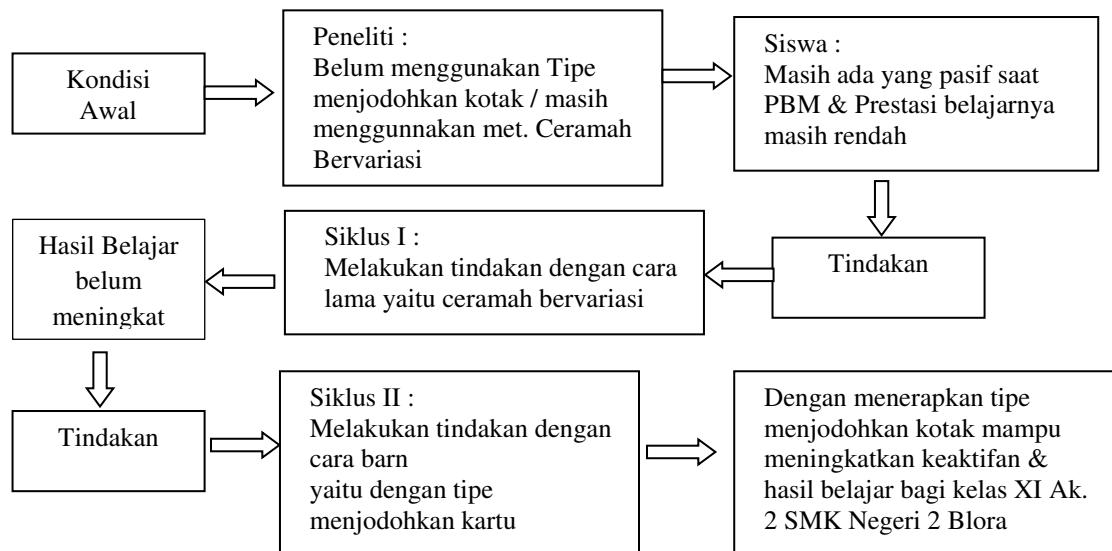 Kondisi
Awal
Peneliti :
Belum menggunakan Tipe
menjodohkan kotak / masih
menggunnakan met. Ceramah
Bervariasi
Siswa :
Masih ada yang pasif saat
PBM & Prestasi belajarnya
masih rendah
Tindakan
Siklus I :
Melakukan tindakan dengan cara
lama yaitu ceramah bervariasi
Hasil Belajar
belum
meningkat
Tindakan
Siklus II :
Melakukan tindakan dengan
cara barn
yaitu dengan tipe
menjodohkan kartu
Dengan menerapkan tipe
menjodohkan kotak mampu
meningkatkan keaktifan &
hasil belajar bagi kelas XI Ak.
2 SMK Negeri 2 Blora